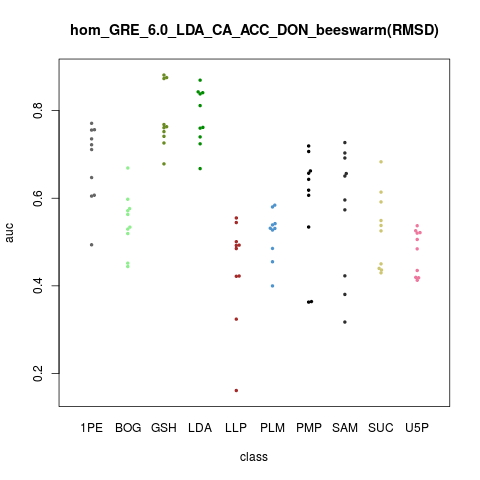 hom_GRE_6.0_LDA_CA_ACC_DON_beeswarm(RMSD)
0.8
0.6
0.4
0.2
auc
1PE BOG GSH LDA LLP PLM PMP SAM SUC U5P
class